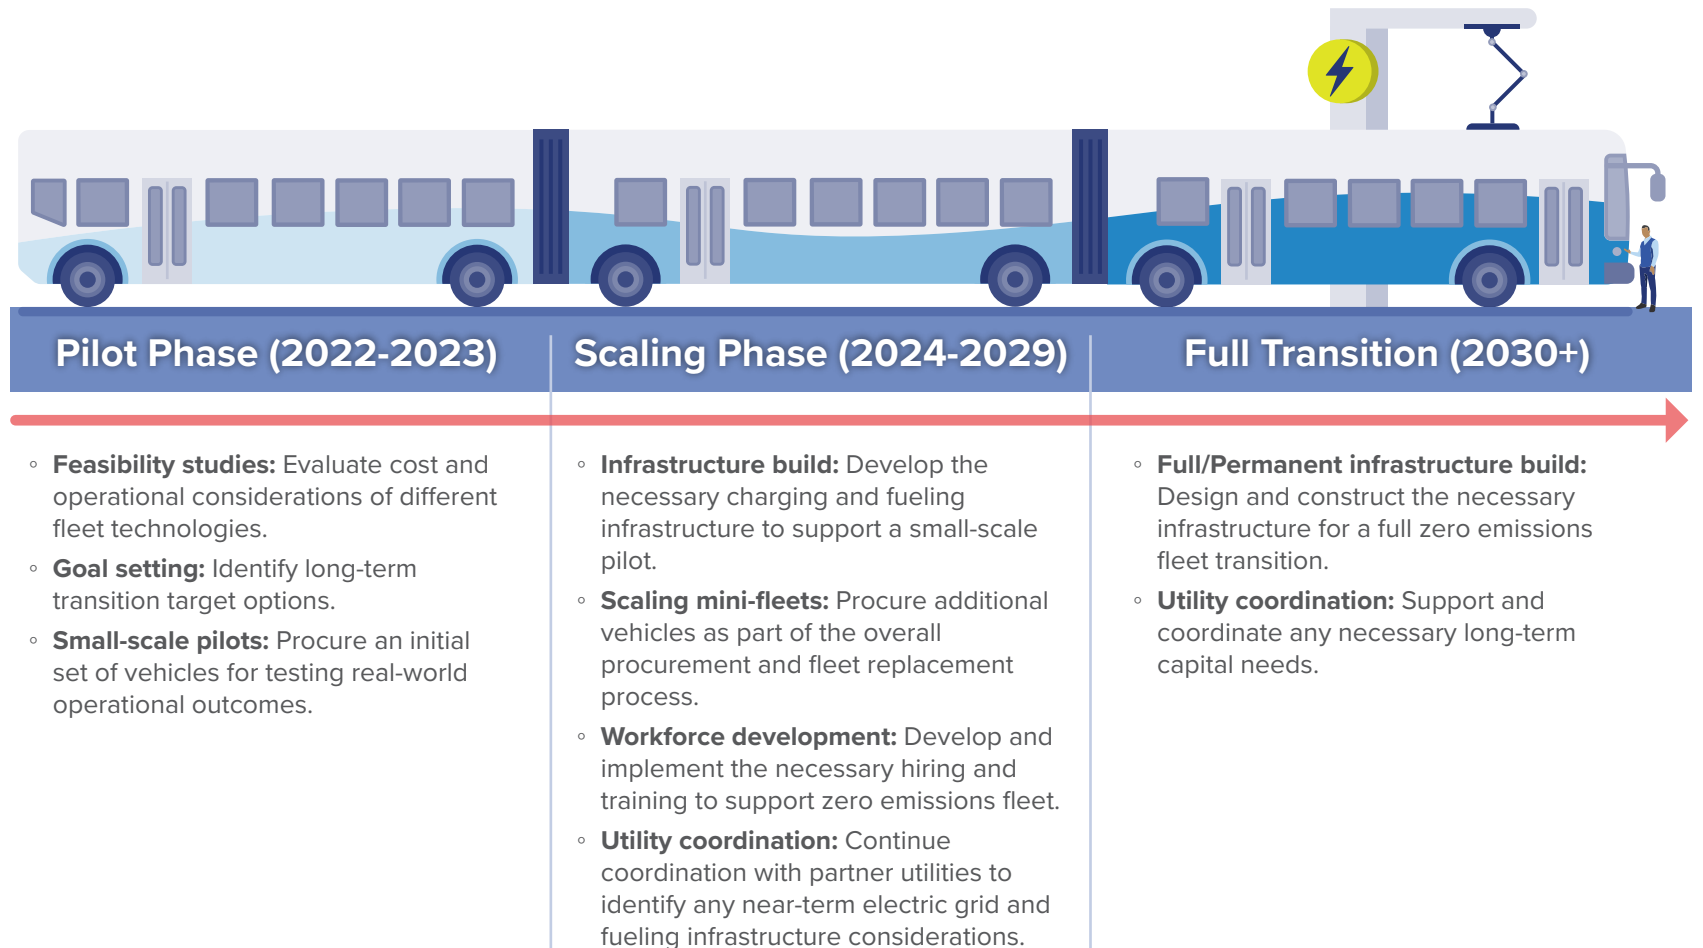 Pilot Phase (2022-2023)
Scaling Phase (2024-2029)
Full Transition (2030+)
◦ Feasibility studies: Evaluate cost and
operational considerations of different
fleet technologies.
◦ Goal setting: Identify long-term
transition target options.
◦ Small-scale pilots: Procure an initial
set of vehicles for testing real-world
operational outcomes.
◦ Infrastructure build: Develop the
necessary charging and fueling
infrastructure to support a small-scale
pilot.
◦ Scaling mini-fleets: Procure additional
vehicles as part of the overall
procurement and fleet replacement
process.
◦ Workforce development: Develop and
implement the necessary hiring and
training to support zero emissions fleet.
◦ Utility coordination: Continue
coordination with partner utilities to
identify any near-term electric grid and
fueling infrastructure considerations.
◦ Full/Permanent infrastructure build:
Design and construct the necessary
infrastructure for a full zero emissions
fleet transition.
◦ Utility coordination: Support and
coordinate any necessary long-term
capital needs.